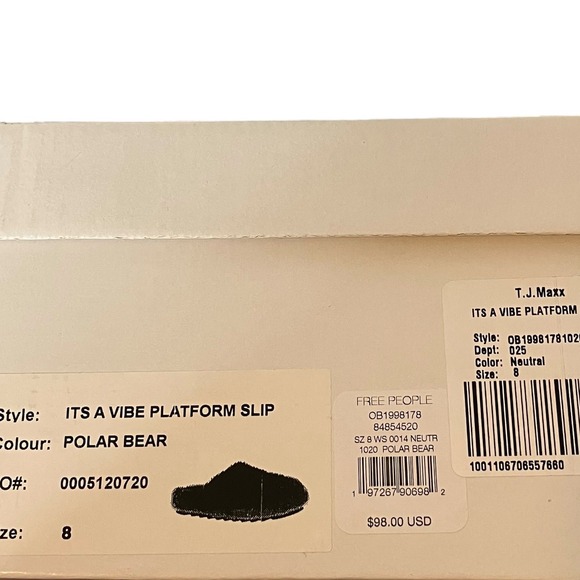 T.J.Maxx
ITS A VIBE PLATFORM
Style: OB1998178102
Dept: 025
Color: Neutral
Size: 8
1001106706557660
Style: ITS A VIBE PLATFORM SLIP
Colour: POLAR BEAR
O#: 0005120720
ize: 8
FREE PEOPLE
OB1998178
84854520
SZ 8 WS 0014 NEUTR
1020 POLAR BEAR
1 97267 90698 2
$98.00 USD